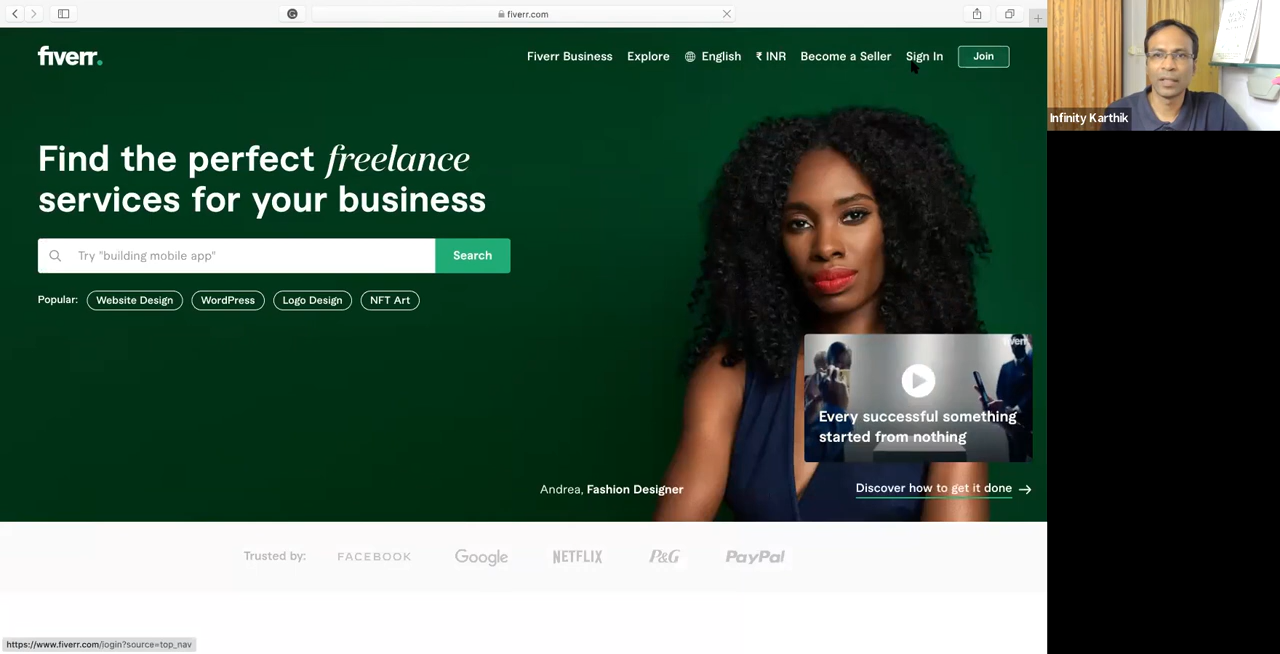 fiverr.com
fiverr.
Fiverr Business Explore English ₹ INR Become a Seller Sign In Join
Infinity Karthik
Find the perfect freelance
services for your business
Try "building mobile app" Search
Popular: Website Design WordPress Logo Design NFT Art
fiverr
Every successful something
started from nothing
Andrea, Fashion Designer
Discover how to get it done →
Trusted by: FACEBOOK Google NETFLIX P&G PayPal
https://www.fiverr.com/login?source=top_nav